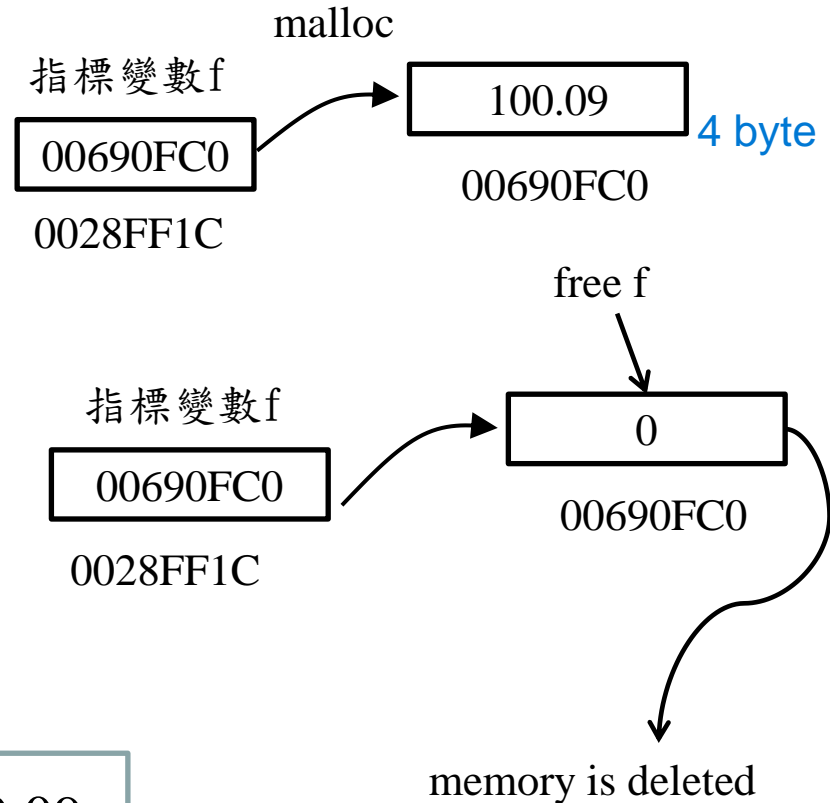 malloc
指標變數f
00690FC0
100.09
4 byte
0028FF1C
00690FC0
free f
指標變數f
00690FC0
0
0028FF1C
00690FC0
memory is deleted